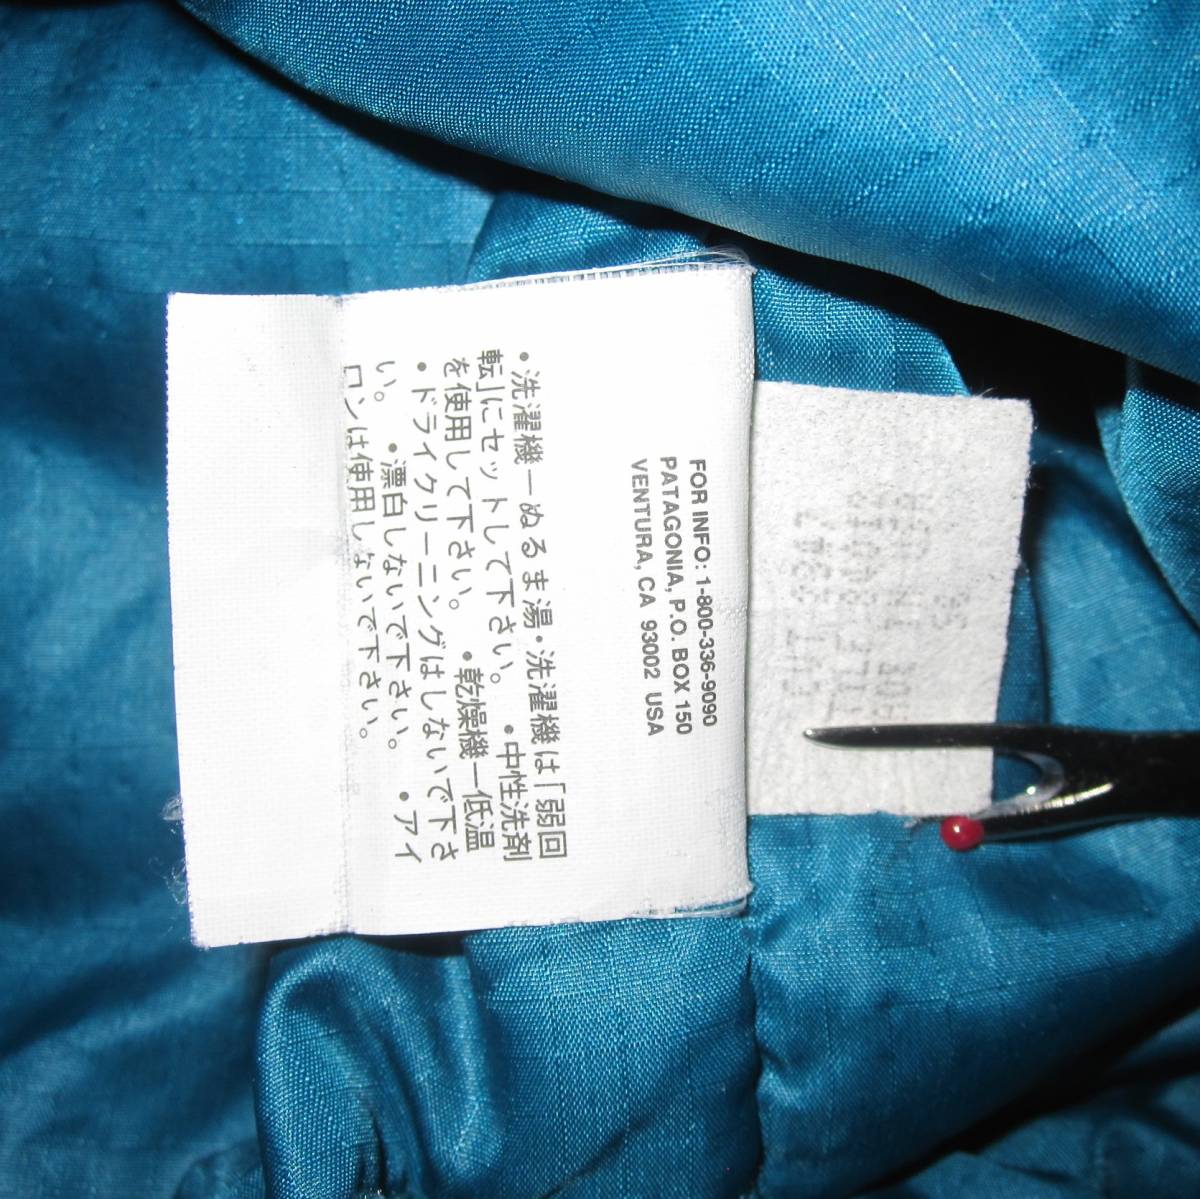 FOR INFO: 1-800-336-9090
PATAGONIA, P.O. BOX 150
VENTURA, CA 93002 USA
•洗濯機ーぬるま湯・洗濯機は「弱回
転」にセットして下さい。 •中性洗剤
を使用して下さい。 •乾燥機ー低温
•ドライクリーニングはしないで下さ
い。 •漂白しないで下さい。 •アイ
ロンは使用しないで下さい。